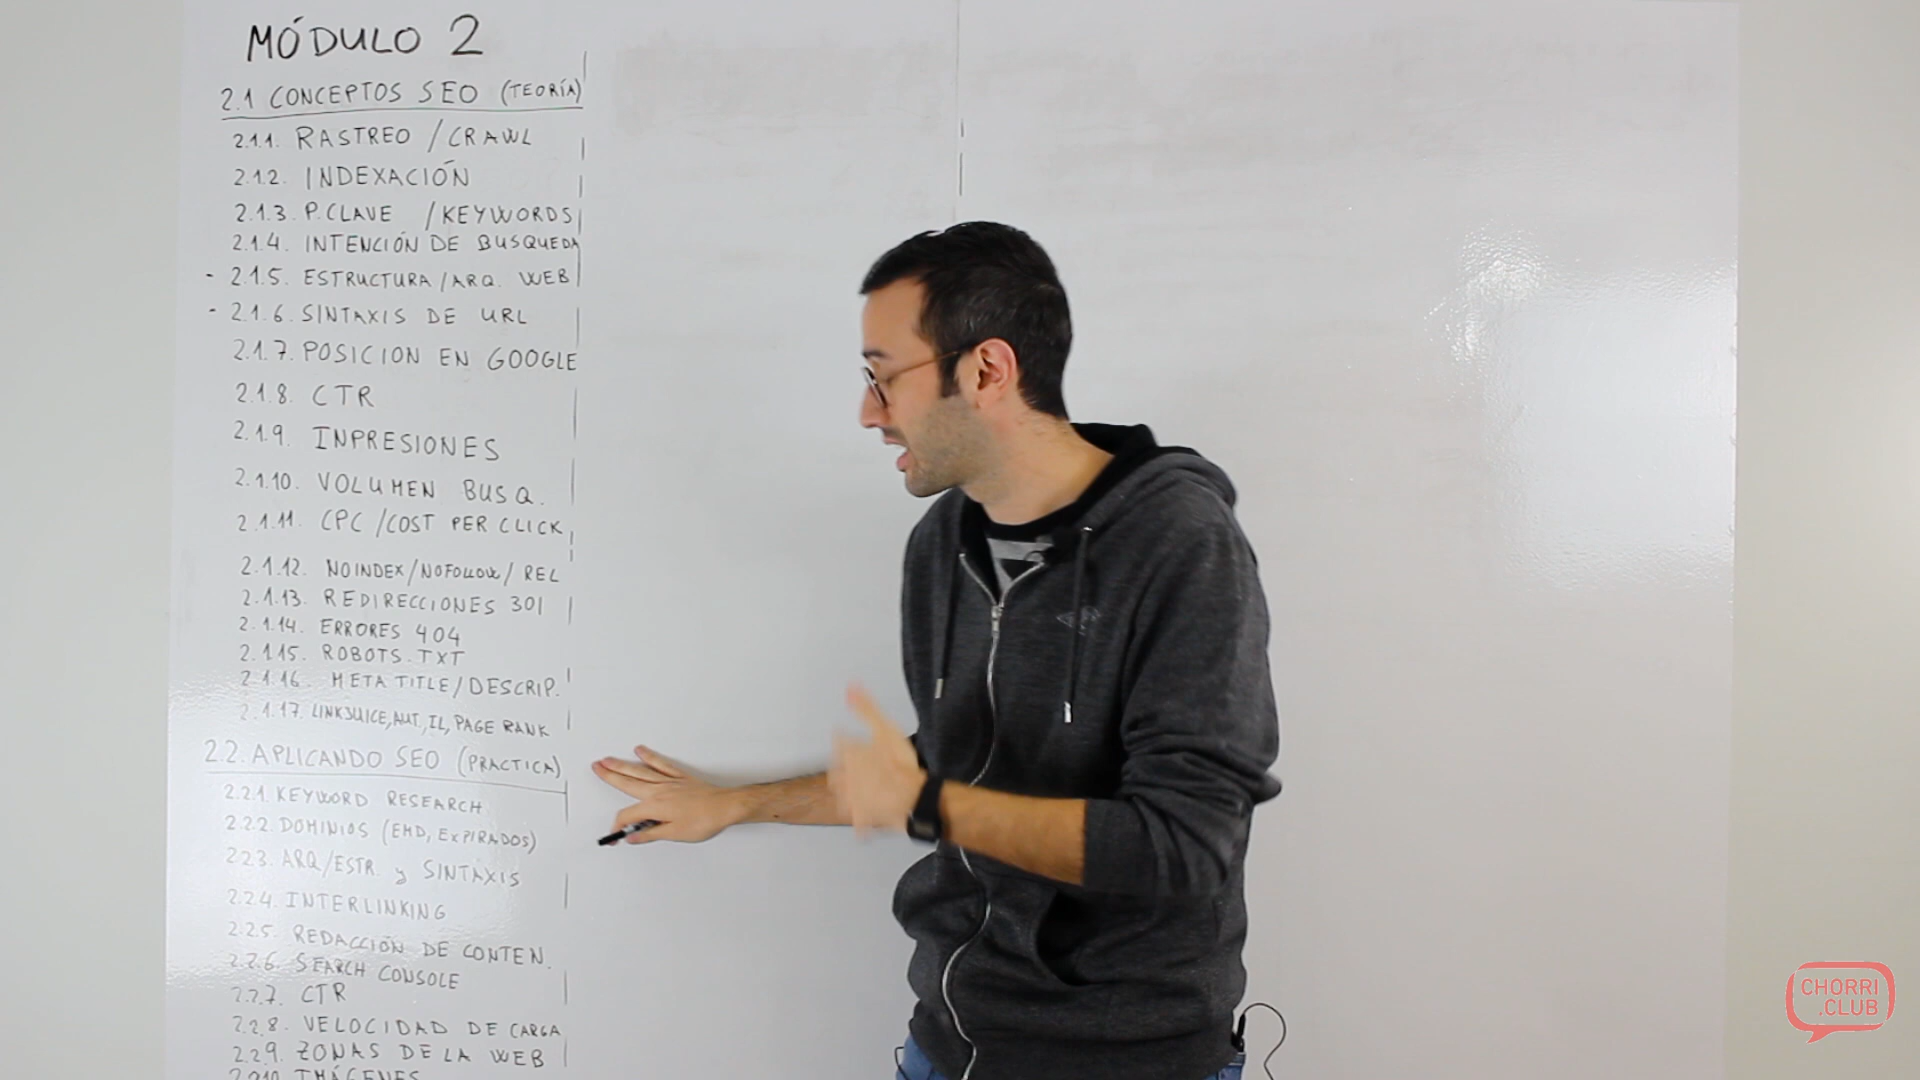 MÓDULO 2
2.1 CONCEPTOS SEO (TEORÍA)
2.1.1. RASTREO / CRAWL
2.1.2. INDEXACIÓN
2.1.3. P. CLAVE / KEYWORDS
2.1.4. INTENCIÓN DE BUSQUEDA
- 2.1.5. ESTRUCTURA / ARQ. WEB
- 2.1.6. SINTAXIS DE URL
2.1.7. POSICION EN GOOGLE
2.1.8. CTR
2.1.9. INPRESIONES
2.1.10. VOLUMEN BUSQ.
2.1.11. CPC / COST PER CLICK
2.1.12. NOINDEX / NOFOLLOW / REL
2.1.13. REDIRECCIONES 301
2.1.14. ERRORES 404
2.1.15. ROBOTS.TXT
2.1.16. META TITLE / DESCRIP.
2.1.17. LINKJUICE, AUT., IL, PAGE RANK
2.2. APLICANDO SEO (PRACTICA)
2.2.1. KEYWORD RESEARCH
2.2.2. DOMINIOS (EMD, EXPIRADOS)
2.2.3. ARQ/ESTR. y SINTAXIS
2.2.4. INTERLINKING
2.2.5. REDACCIÓN DE CONTEN.
2.2.6 SEARCH CONSOLE
2.2.7. CTR
2.2.8. VELOCIDAD DE CARGA
2.2.9. ZONAS DE LA WEB
2.2.10. IMÁGENES
CHORRI
.CLUB